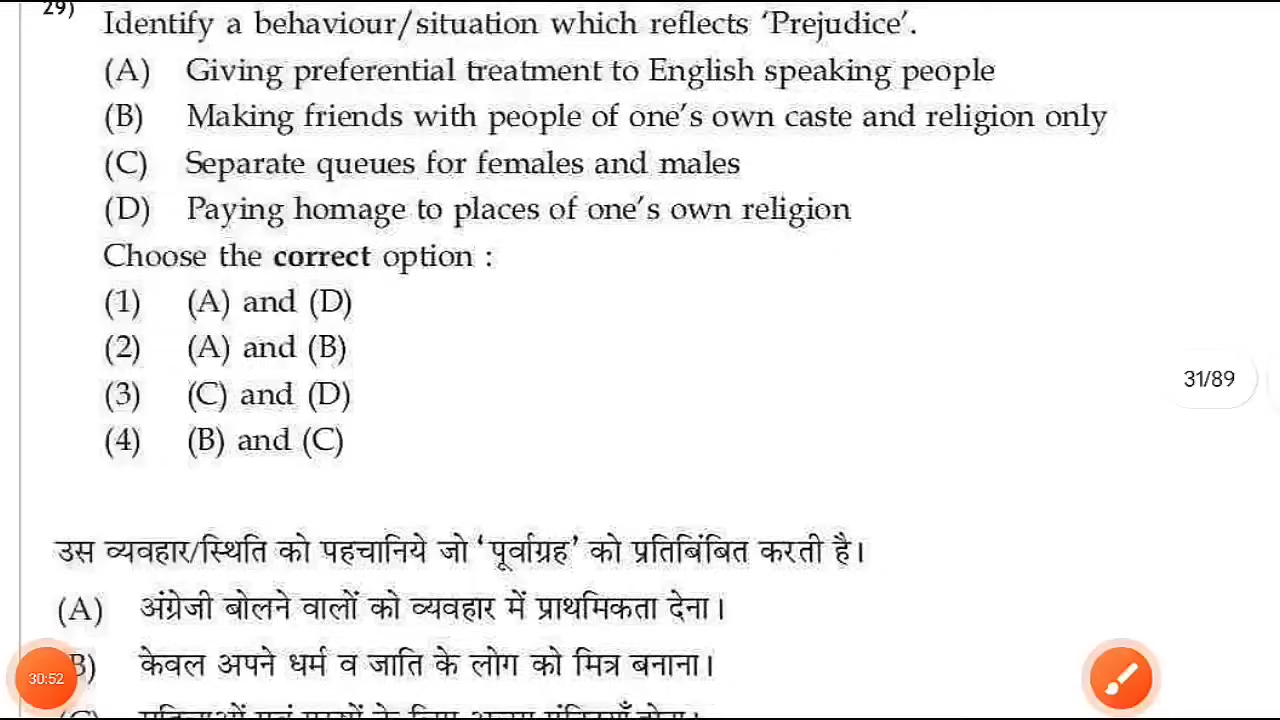 29)
Identify a behaviour/situation which reflects ‘Prejudice’.
(A) Giving preferential treatment to English speaking people
(B) Making friends with people of one’s own caste and religion only
(C) Separate queues for females and males
(D) Paying homage to places of one’s own religion
Choose the correct option :
(1) (A) and (D)
(2) (A) and (B)
31/89
(3) (C) and (D)
(4) (B) and (C)
उस व्यवहार/स्थिति को पहचानिये जो ‘पूर्वाग्रह’ को प्रतिबिंबित करती है।
(A) अंग्रेजी बोलने वालों को व्यवहार में प्राथमिकता देना।
B) केवल अपने धर्म व जाति के लोग को मित्र बनाना।
30:52